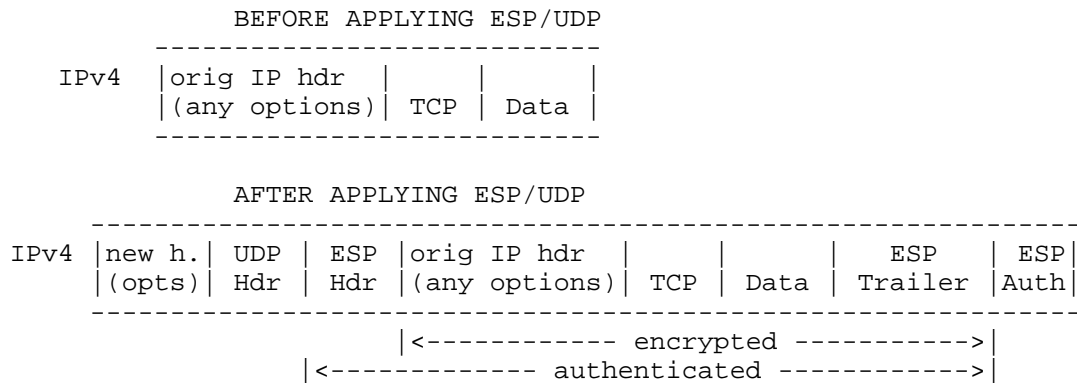 BEFORE APPLYING ESP/UDP
----------------------------
IPv4 |orig IP hdr | | |
|(any options)| TCP | Data |
----------------------------
AFTER APPLYING ESP/UDP
--------------------------------------------------------------
IPv4 |new h.| UDP | ESP |orig IP hdr | | | ESP | ESP|
|(opts)| Hdr | Hdr |(any options)| TCP | Data | Trailer |Auth|
--------------------------------------------------------------
|<------------ encrypted ----------->|
|<------------- authenticated ------------>|